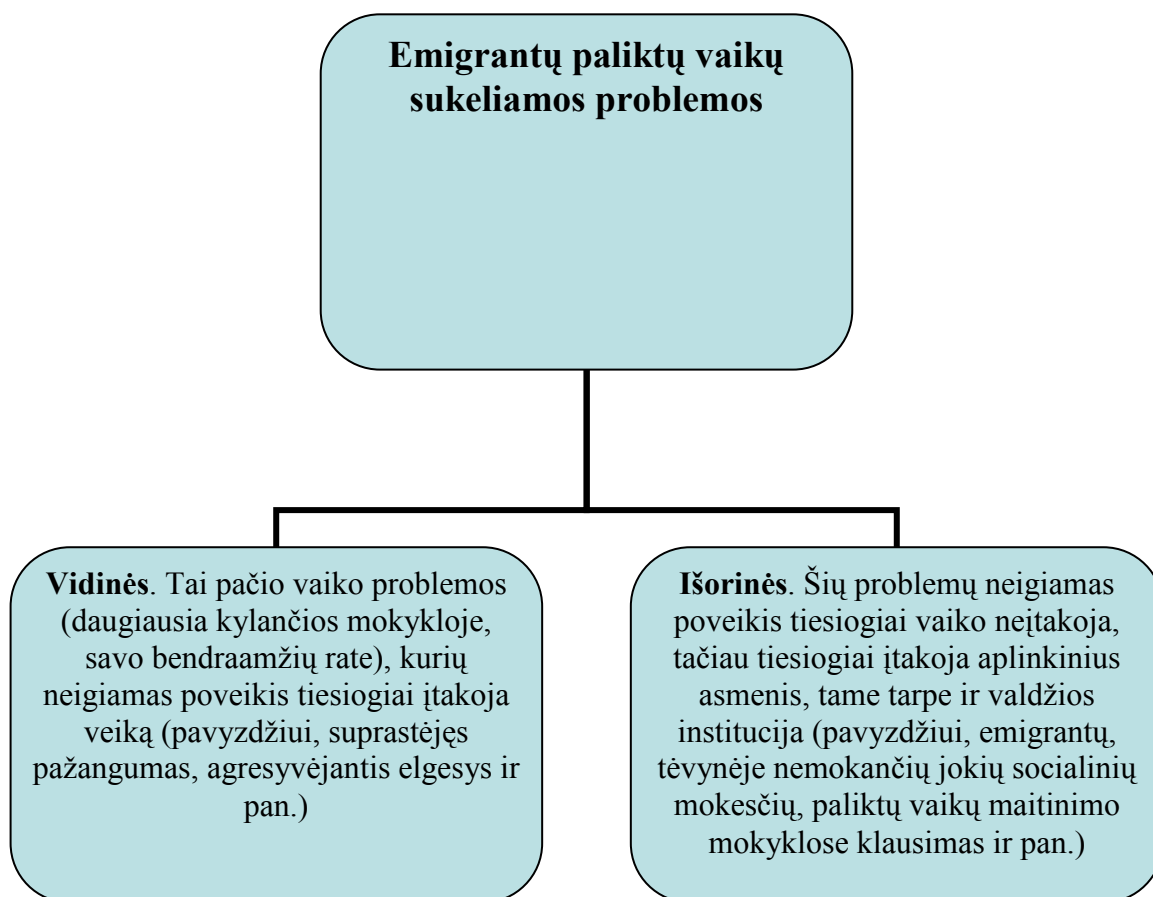 Emigrantų paliktų vaikų
sukeliamos problemos
Vidinės. Tai pačio vaiko problemos
(daugiausia kylančios mokykloje,
savo bendraamžių rate), kurių
neigiamas poveikis tiesiogiai įtakoja
veiką (pavyzdžiui, suprastėjęs
pažangumas, agresyvėjantis elgesys ir
pan.)
Išorinės. Šių problemų neigiamas
poveikis tiesiogiai vaiko neįtakoja,
tačiau tiesiogiai įtakoja aplinkinius
asmenis, tame tarpe ir valdžios
institucija (pavyzdžiui, emigrantų,
tėvynėje nemokančių jokių socialinių
mokesčių, paliktų vaikų maitinimo
mokyklose klausimas ir pan.)